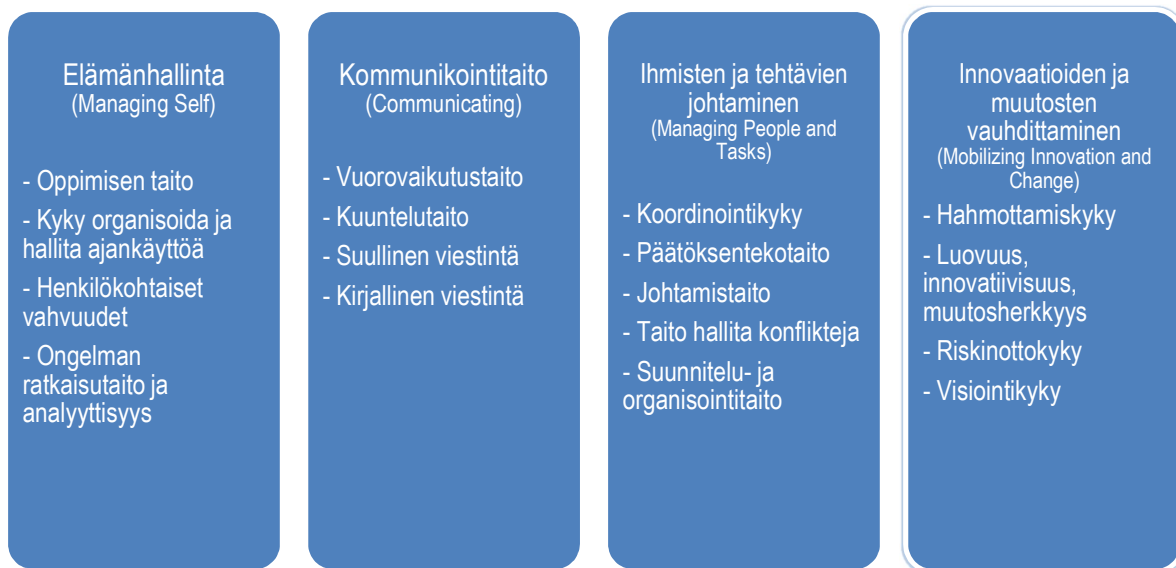 Elämänhallinta
(Managing Self)
- Oppimisen taito
- Kyky organisoida ja
hallita ajankäyttöä
- Henkilökohtaiset
vahvuudet
- Ongelman
ratkaisutaito ja
analyyttisyys
Kommunikointitaito
(Communicating)
- Vuorovaikutustaito
- Kuuntelutaito
- Suullinen viestintä
- Kirjallinen viestintä
Ihmisten ja tehtävien
johtaminen
(Managing People and
Tasks)
- Koordinointikyky
- Päätöksentekotaito
- Johtamistaito
- Taito hallita konflikteja
- Suunnitelu- ja
organisointitaito
Innovaatioiden ja
muutosten
vauhdittaminen
(Mobilizing Innovation and
Change)
- Hahmottamiskyky
- Luovuus,
innovatiivisuus,
muutosherkkyys
- Riskinottokyky
- Visiointikyky